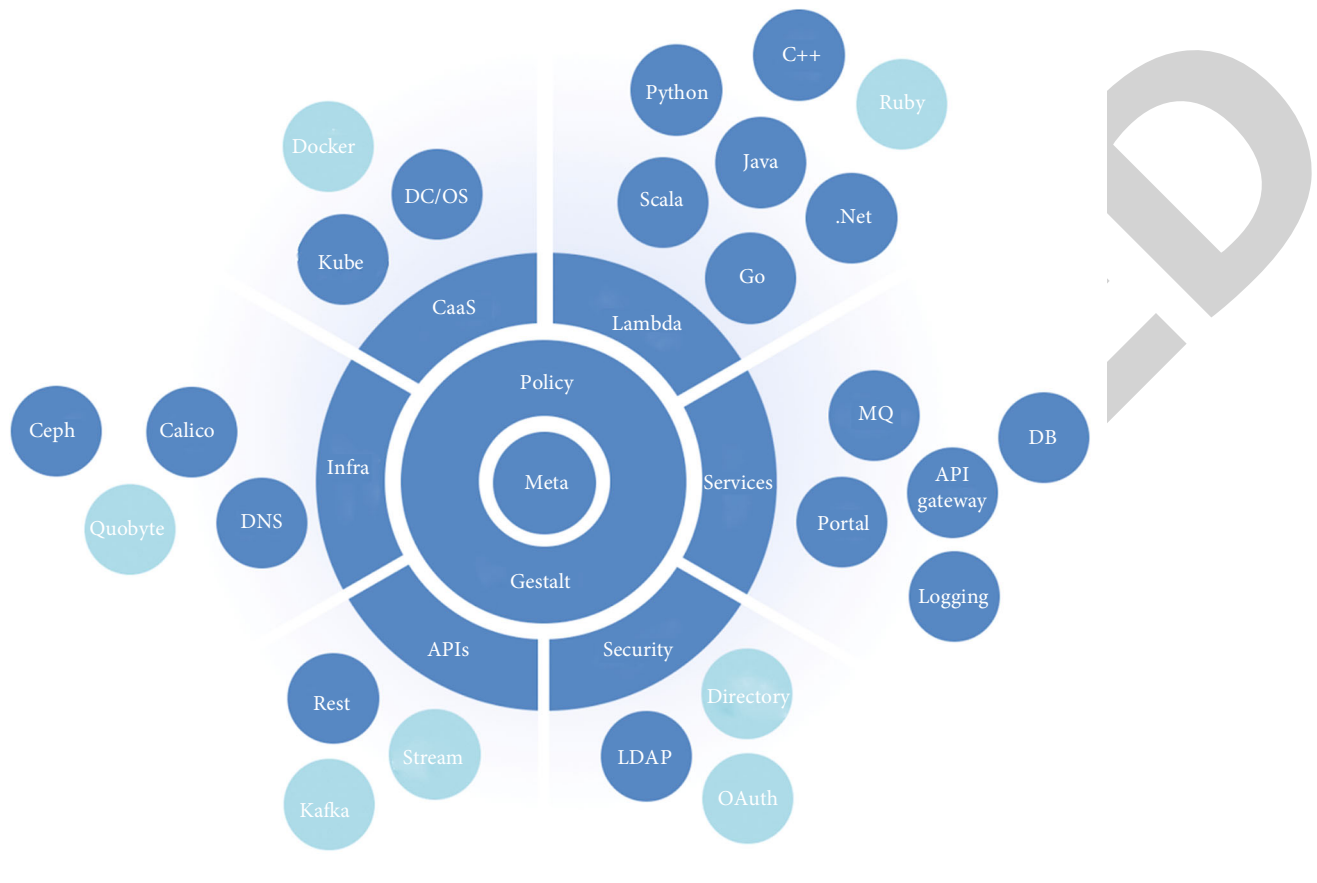 C++
Python
Ruby
Docker
Java
DC/OS
Scala
.Net
Kube
Go
CaaS
Lambda
Policy
MQ
Ceph
Calico
DB
Infra
Meta
Services
API
gateway
Quobyte
DNS
Portal
Gestalt
Logging
APIs
Security
Rest
Directory
Stream
LDAP
Kafka
OAuth